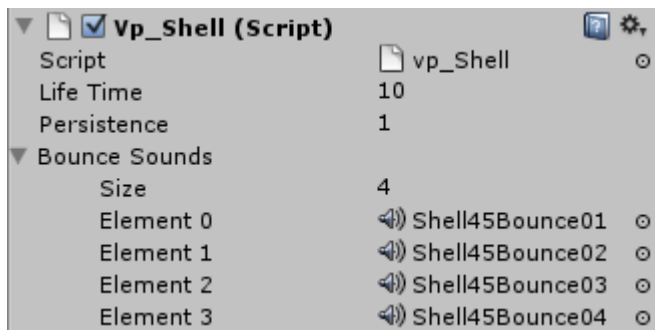 Vp_Shell (Script)
Script vp_Shell
Life Time 10
Persistence 1
Bounce Sounds
Size 4
Element 0 Shell45Bounce01
Element 1 Shell45Bounce02
Element 2 Shell45Bounce03
Element 3 Shell45Bounce04